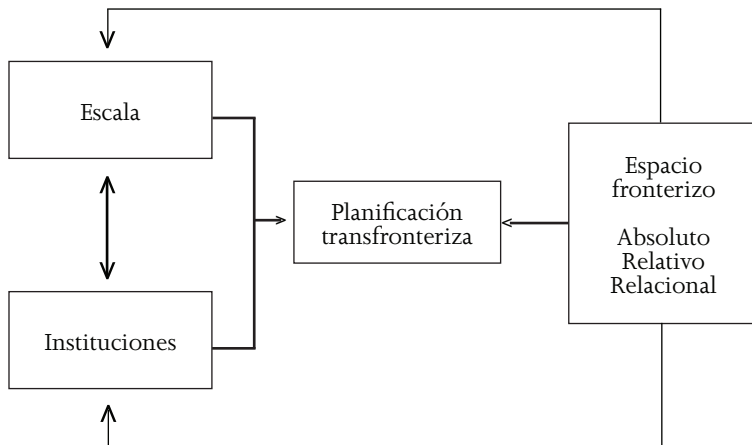 Escala
Instituciones
Planificación
transfronteriza
Espacio
fronterizo
Absoluto
Relativo
Relacional